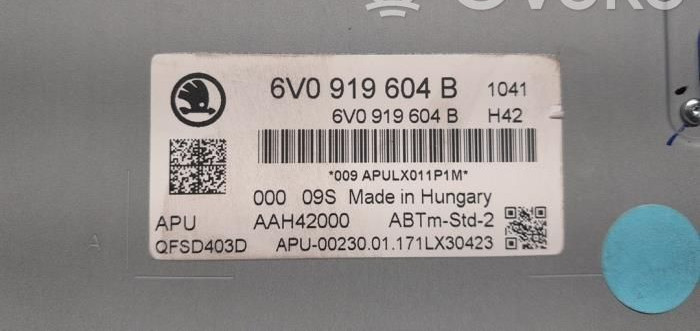 6V0 919 604 B 1041
6V0 919 604 B H42
*009 APULX011P1M*
000 09S Made in Hungary
APU AAH42000 ABTm-Std-2
QFSD403D APU-00230.01.171LX30423